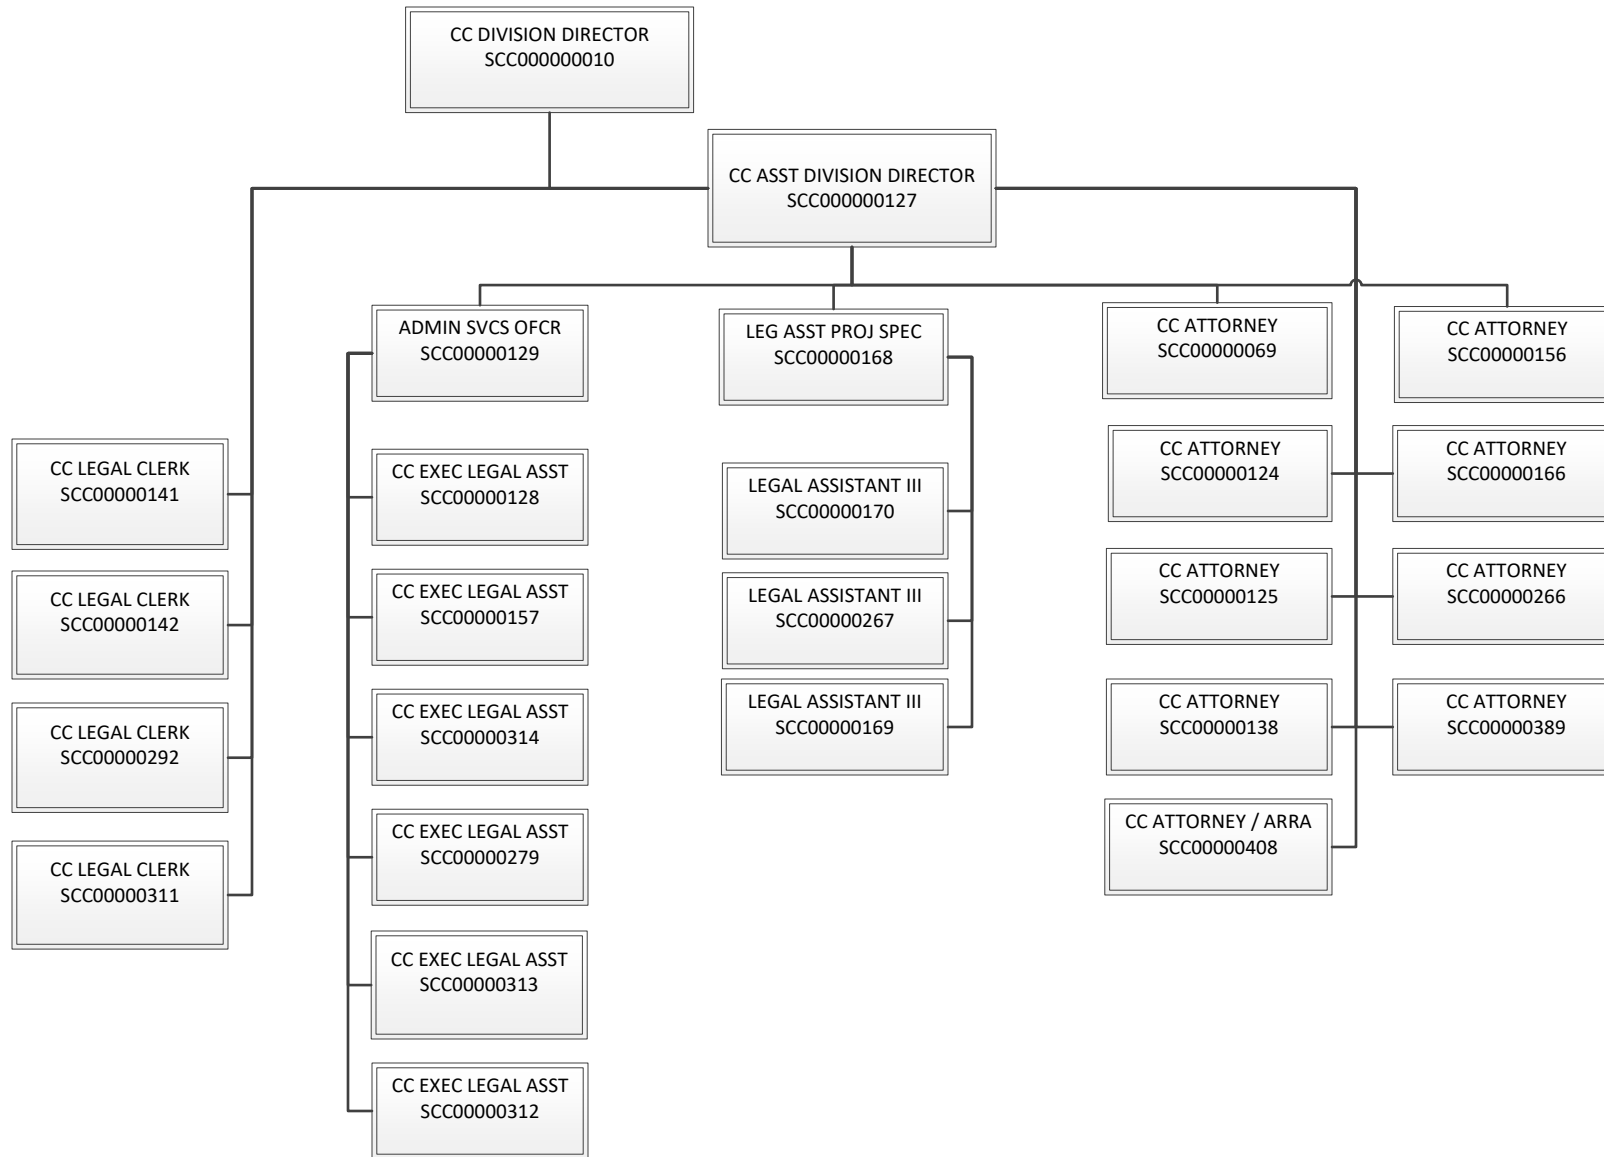 CC DIVISION DIRECTOR
SCC000000010
CC ASST DIVISION DIRECTOR
SCC000000127
ADMIN SVCS OFCR
SCC00000129
LEG ASST PROJ SPEC
SCC00000168
CC ATTORNEY
SCC00000069
CC ATTORNEY
SCC00000156
CC LEGAL CLERK
SCC00000141
CC LEGAL CLERK
SCC00000142
CC LEGAL CLERK
SCC00000292
CC LEGAL CLERK
SCC00000311
CC EXEC LEGAL ASST
SCC00000128
CC EXEC LEGAL ASST
SCC00000157
CC EXEC LEGAL ASST
SCC00000314
CC EXEC LEGAL ASST
SCC00000279
CC EXEC LEGAL ASST
SCC00000313
CC EXEC LEGAL ASST
SCC00000312
LEGAL ASSISTANT III
SCC00000170
LEGAL ASSISTANT III
SCC00000267
LEGAL ASSISTANT III
SCC00000169
CC ATTORNEY
SCC00000124
CC ATTORNEY
SCC00000166
CC ATTORNEY
SCC00000125
CC ATTORNEY
SCC00000266
CC ATTORNEY
SCC00000138
CC ATTORNEY
SCC00000389
CC ATTORNEY / ARRA
SCC00000408